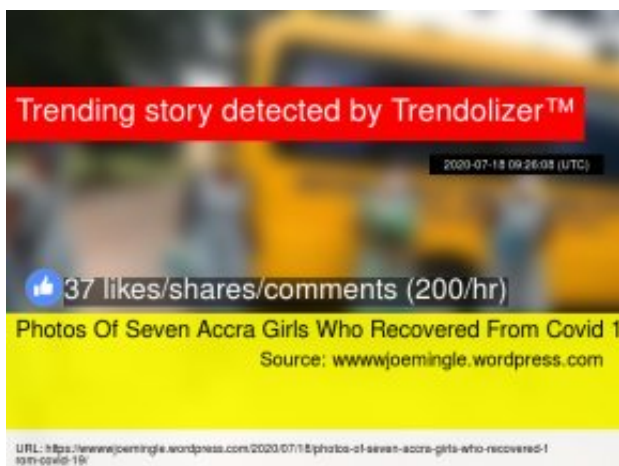 Trending story detected by Trendolizer™
2020-07-18 09:26:08 (UTC)
37 likes/shares/comments (200/hr)
Photos Of Seven Accra Girls Who Recovered From Covid 1
Source: wwwwjoemingle.wordpress.com
URL: https://wwwwjoemingle.wordpress.com/2020/07/18/photos-of-seven-accra-girls-who-recovered-f
rom-covid-19/